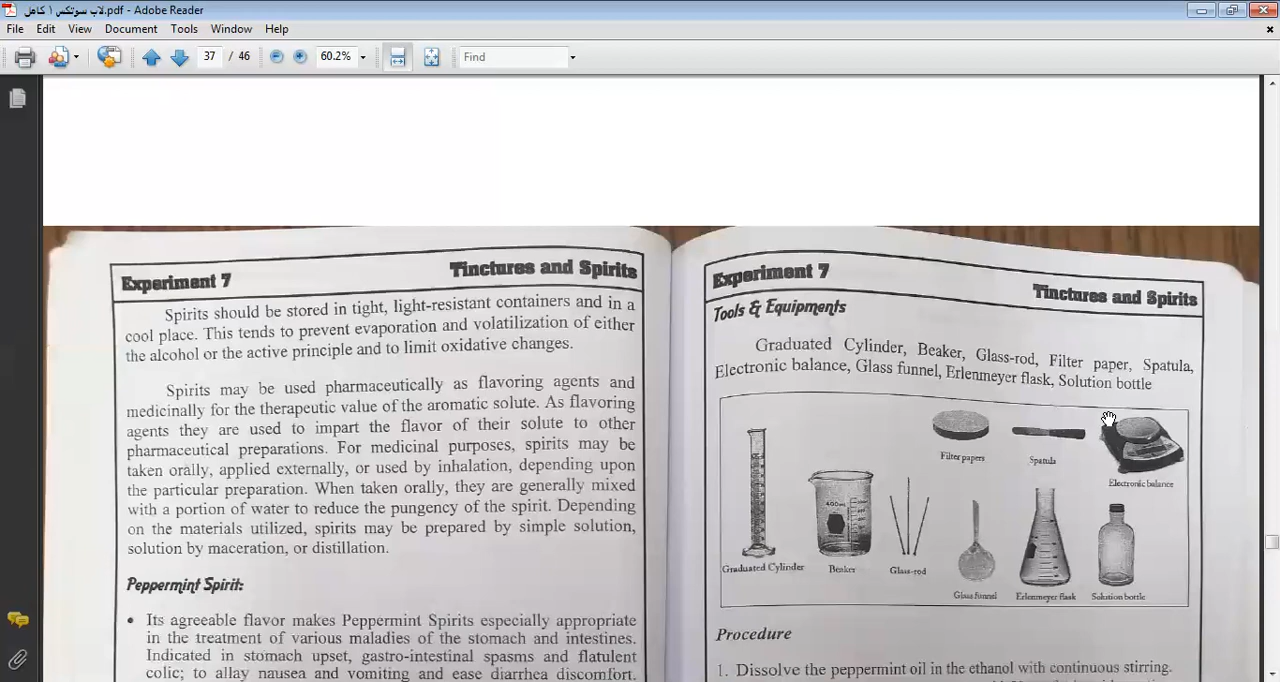 لاب سوتكس ١ كامل.pdf - Adobe Reader
File Edit View Document Tools Window Help
37 / 46 60.2% Find
Experiment 7 Tinctures and Spirits
Spirits should be stored in tight, light-resistant containers and in a
cool place. This tends to prevent evaporation and volatilization of either
the alcohol or the active principle and to limit oxidative changes.
Spirits may be used pharmaceutically as flavoring agents and
medicinally for the therapeutic value of the aromatic solute. As flavoring
agents they are used to impart the flavor of their solute to other
pharmaceutical preparations. For medicinal purposes, spirits may be
taken orally, applied externally, or used by inhalation, depending upon
the particular preparation. When taken orally, they are generally mixed
with a portion of water to reduce the pungency of the spirit. Depending
on the materials utilized, spirits may be prepared by simple solution,
solution by maceration, or distillation.
Peppermint Spirit:
• Its agreeable flavor makes Peppermint Spirits especially appropriate
in the treatment of various maladies of the stomach and intestines.
Indicated in stomach upset, gastro-intestinal spasms and flatulent
colic; to allay nausea and vomiting and ease diarrhea discomfort.
Experiment 7
Tinctures and Spirits
Tools & Equipments
Graduated Cylinder, Beaker, Glass-rod, Filter paper, Spatula,
Electronic balance, Glass funnel, Erlenmeyer flask, Solution bottle
Filter papers Spatula Electronic balance
Graduated Cylinder Beaker Glass-rod Glass funnel Erlenmeyer flask Solution bottle
Procedure
1. Dissolve the peppermint oil in the ethanol with continuous stirring.